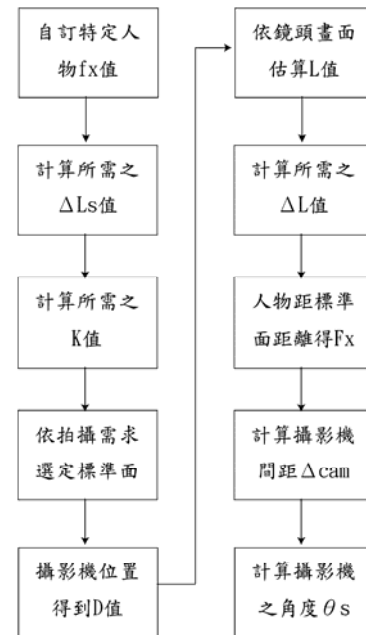 自訂特定人
物fx值
計算所需之
ΔLs值
計算所需之
K值
依拍攝需求
選定標準面
攝影機位置
得到D值
依鏡頭畫面
估算L值
計算所需之
ΔL值
人物距標準
面距離得Fx
計算攝影機
間距Δcam
計算攝影機
之角度θs